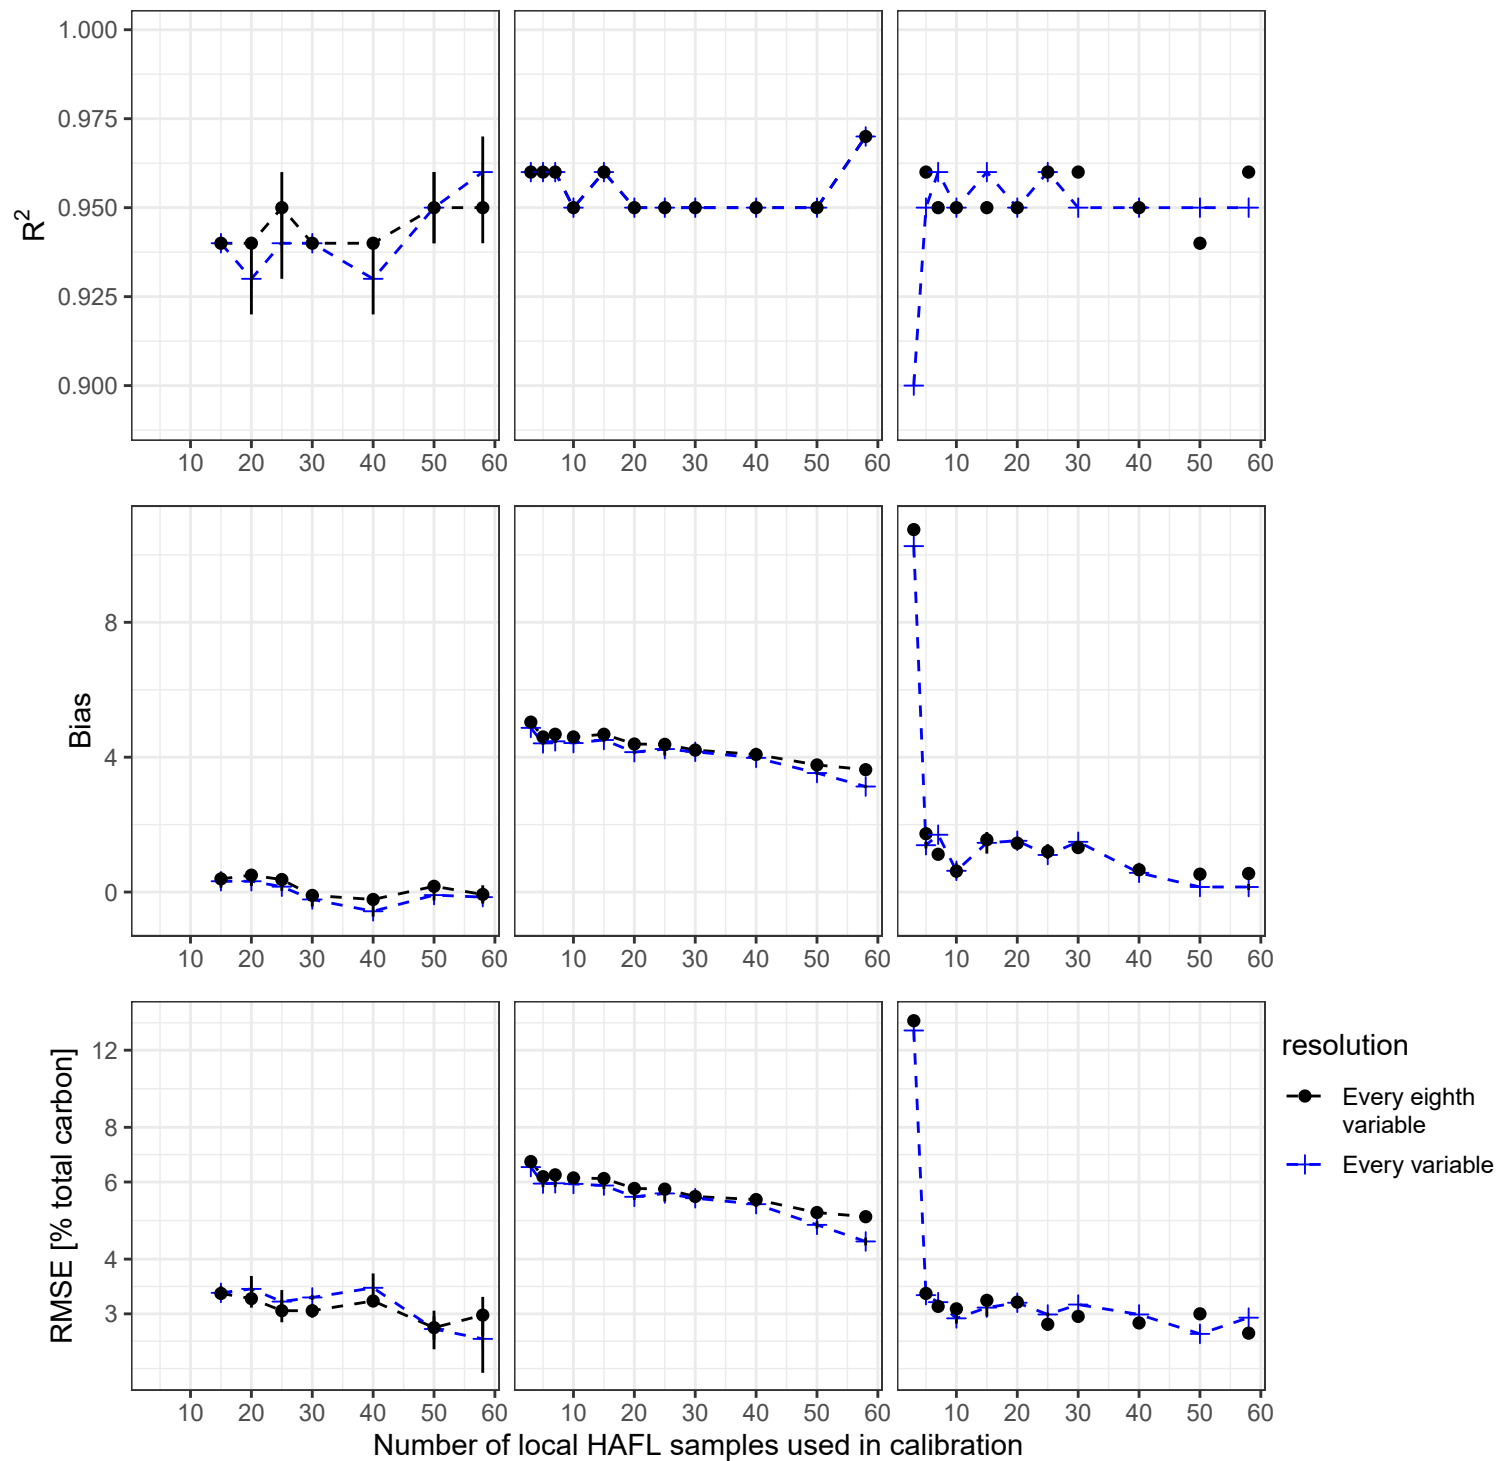 1.000
0.975
0.950
0.925
0.900
R2
10 20 30 40 50 60 10 20 30 40 50 60 10 20 30 40 50 60
8
4
0
Bias
10 20 30 40 50 60 10 20 30 40 50 60 10 20 30 40 50 60
12
8
6
4
3
RMSE [% total carbon]
10 20 30 40 50 60 10 20 30 40 50 60 10 20 30 40 50 60
Number of local HAFL samples used in calibration
resolution
Every eighth
variable
Every variable